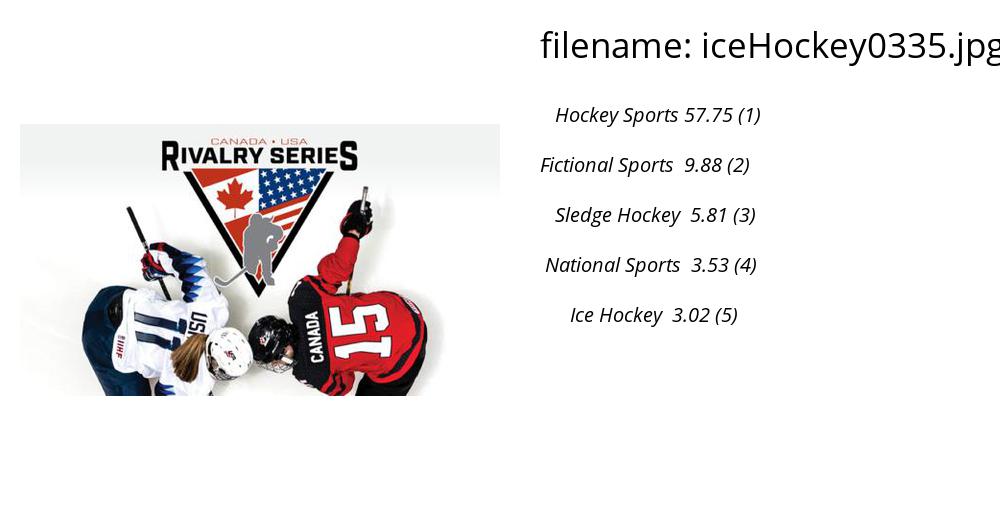 filename: iceHockey0335.jpg
CANADA • USA
RIVALRY SERIES
USA
11
IIHF
CANADA
15
Hockey Sports 57.75 (1)
Fictional Sports 9.88 (2)
Sledge Hockey 5.81 (3)
National Sports 3.53 (4)
Ice Hockey 3.02 (5)